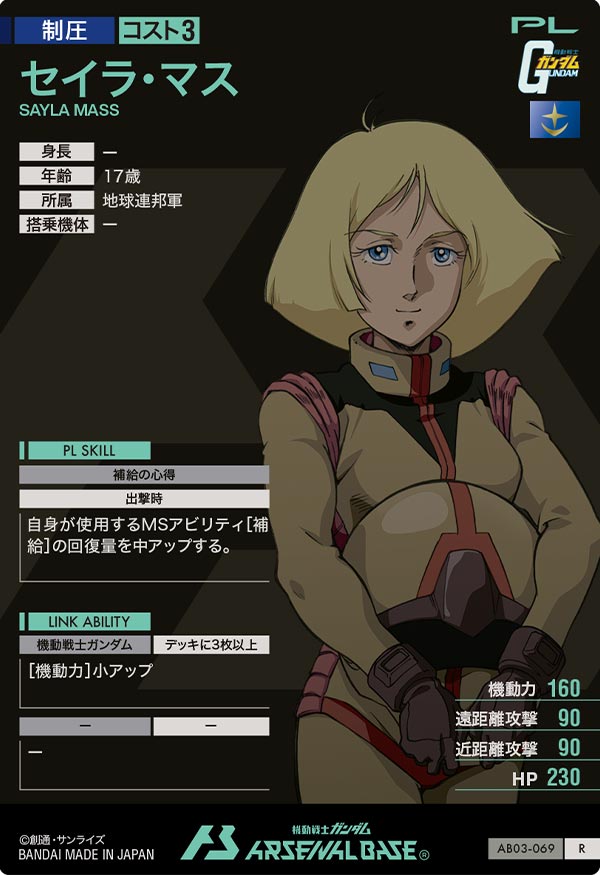 制圧 コスト3
PL
セイラ・マス
SAYLA MASS
機動戦士
ガンダム
GUNDAM
身長 ー
年齢 17歳
所属 地球連邦軍
搭乗機体 ー
PL SKILL
補給の心得
出撃時
自身が使用するMSアビリティ[補
給]の回復量を中アップする。
LINK ABILITY
機動戦士ガンダム デッキに3枚以上
[機動力]小アップ
ー ー
ー
機動力 160
遠距離攻撃 90
近距離攻撃 90
HP 230
©創通・サンライズ
BANDAI MADE IN JAPAN
機動戦士ガンダム
ARSENAL BASE®
AB03-069 R